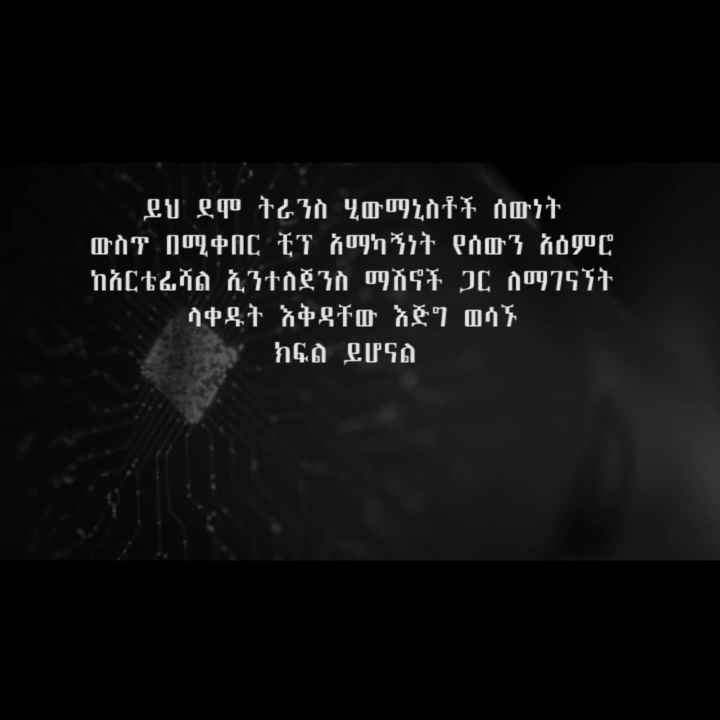 ይህ ደሞ ትራንስ ሂውማኒስቶች ሰውነት
ውስጥ በሚቀበር ቺፕ አማካኝነት የሰውን አዕምሮ
ከአርቴፊሻል ኢንተለጀንስ ማሽኖች ጋር ለማገናኘት
ላቀዱት እቅዳቸው እጅግ ወሳኙ
ክፍል ይሆናል